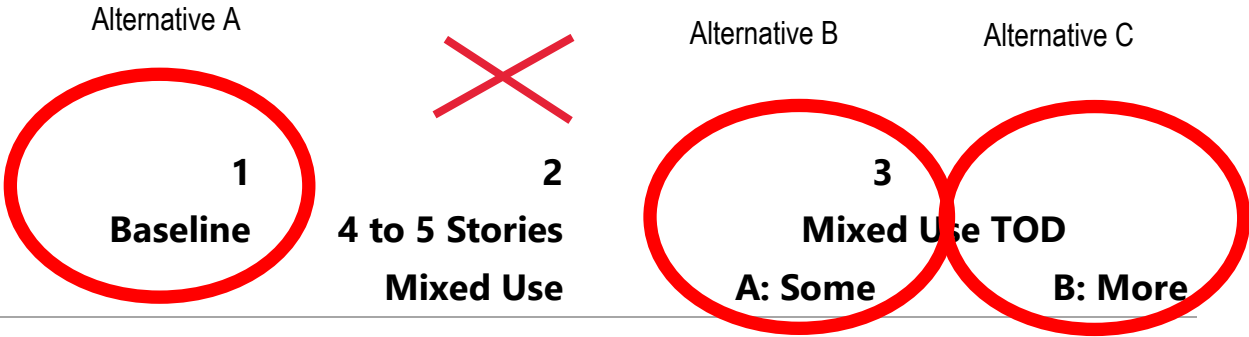 Alternative A
Alternative B
Alternative C
1 2 3
Baseline 4 to 5 Stories Mixed Use TOD
Mixed Use A: Some B: More